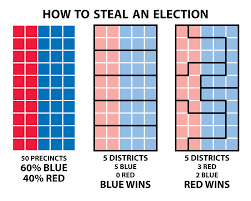 HOW TO STEAL AN ELECTION
50 PRECINCTS
60% BLUE
40% RED
5 DISTRICTS
5 BLUE
0 RED
BLUE WINS
5 DISTRICTS
3 RED
2 BLUE
RED WINS